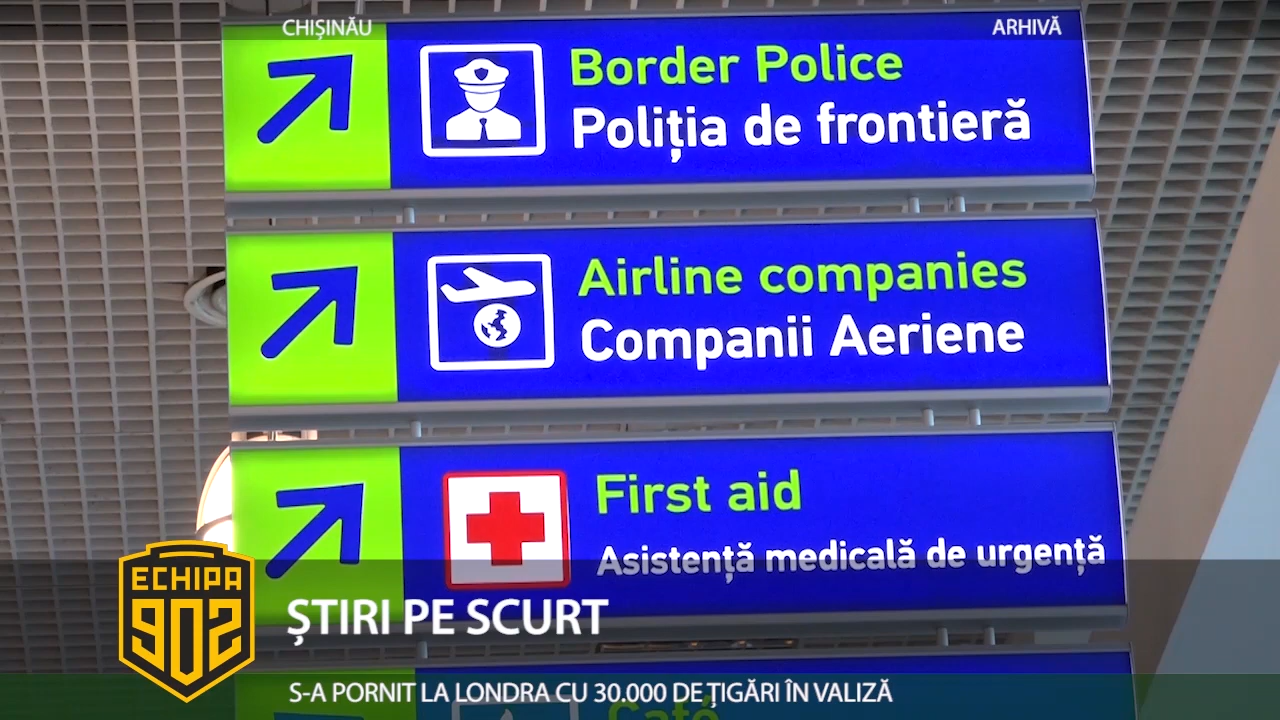 CHIȘINĂU
ARHIVĂ
Border Police
Poliția de frontieră
Airline companies
Companii Aeriene
First aid
Asistență medicală de urgență
ECHIPA
902
ȘTIRI PE SCURT
S-A PORNIT LA LONDRA CU 30.000 DE ȚIGĂRI ÎN VALIZĂ
Café